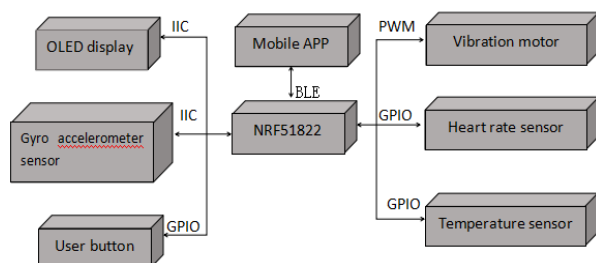 IIC
OLED display
Mobile APP
PWM
Vibration motor
BLE
IIC
Gyro accelerometer
sensor
NRF51822
GPIO
Heart rate sensor
GPIO
User button
GPIO
Temperature sensor